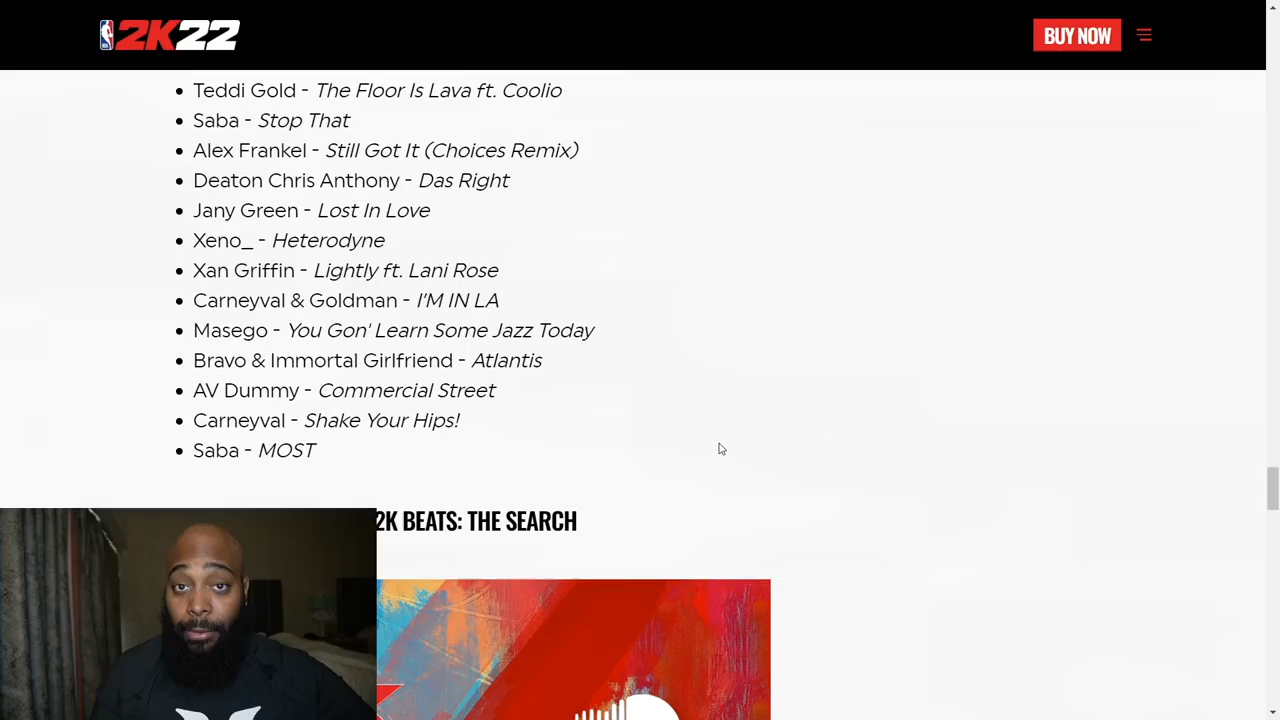 NBA 2K22
BUY NOW
Teddi Gold - The Floor Is Lava ft. Coolio
Saba - Stop That
Alex Frankel - Still Got It (Choices Remix)
Deaton Chris Anthony - Das Right
Jany Green - Lost In Love
Xeno_ - Heterodyne
Xan Griffin - Lightly ft. Lani Rose
Carneyval & Goldman - I'M IN LA
Masego - You Gon' Learn Some Jazz Today
Bravo & Immortal Girlfriend - Atlantis
AV Dummy - Commercial Street
Carneyval - Shake Your Hips!
Saba - MOST
2K BEATS: THE SEARCH